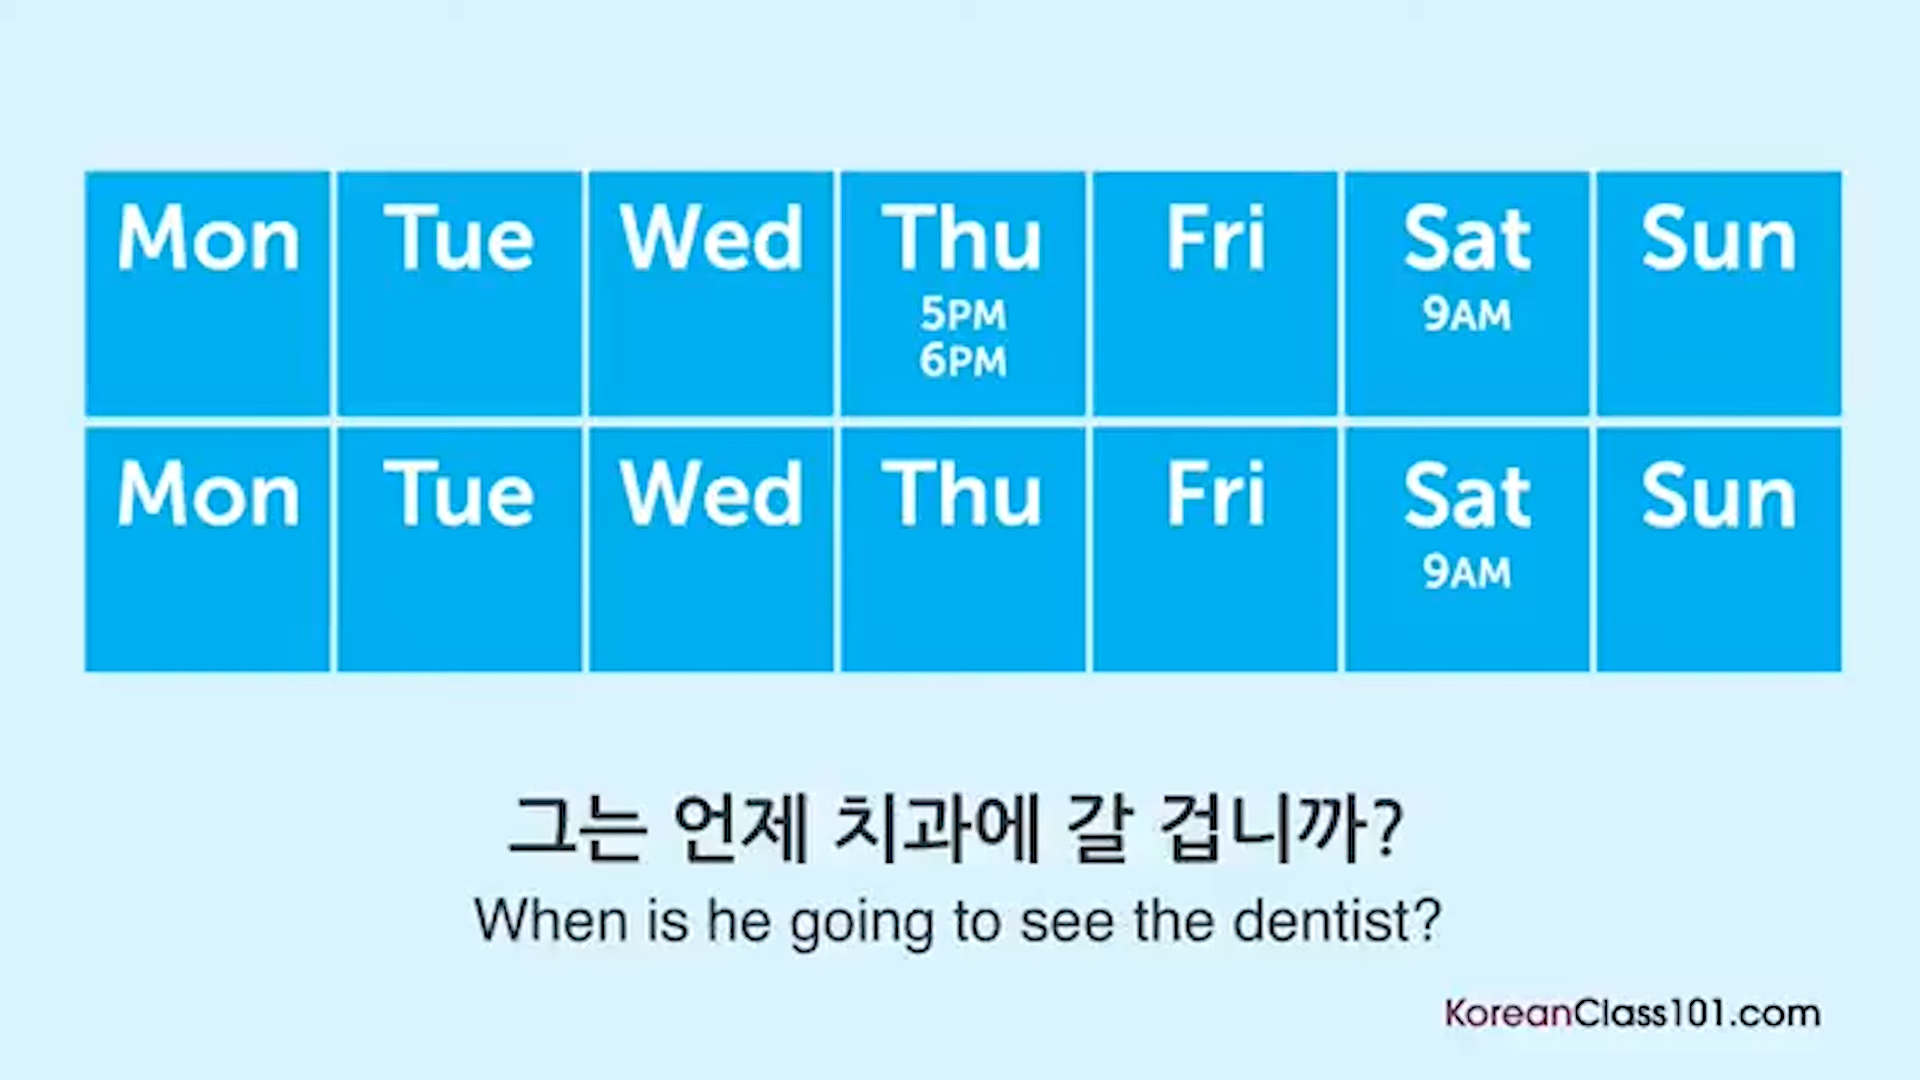 Mon Tue Wed Thu Fri Sat Sun
5PM 9AM
6PM
Mon Tue Wed Thu Fri Sat Sun
9AM
그는 언제 치과에 갈 겁니까?
When is he going to see the dentist?
KoreanClass101.com